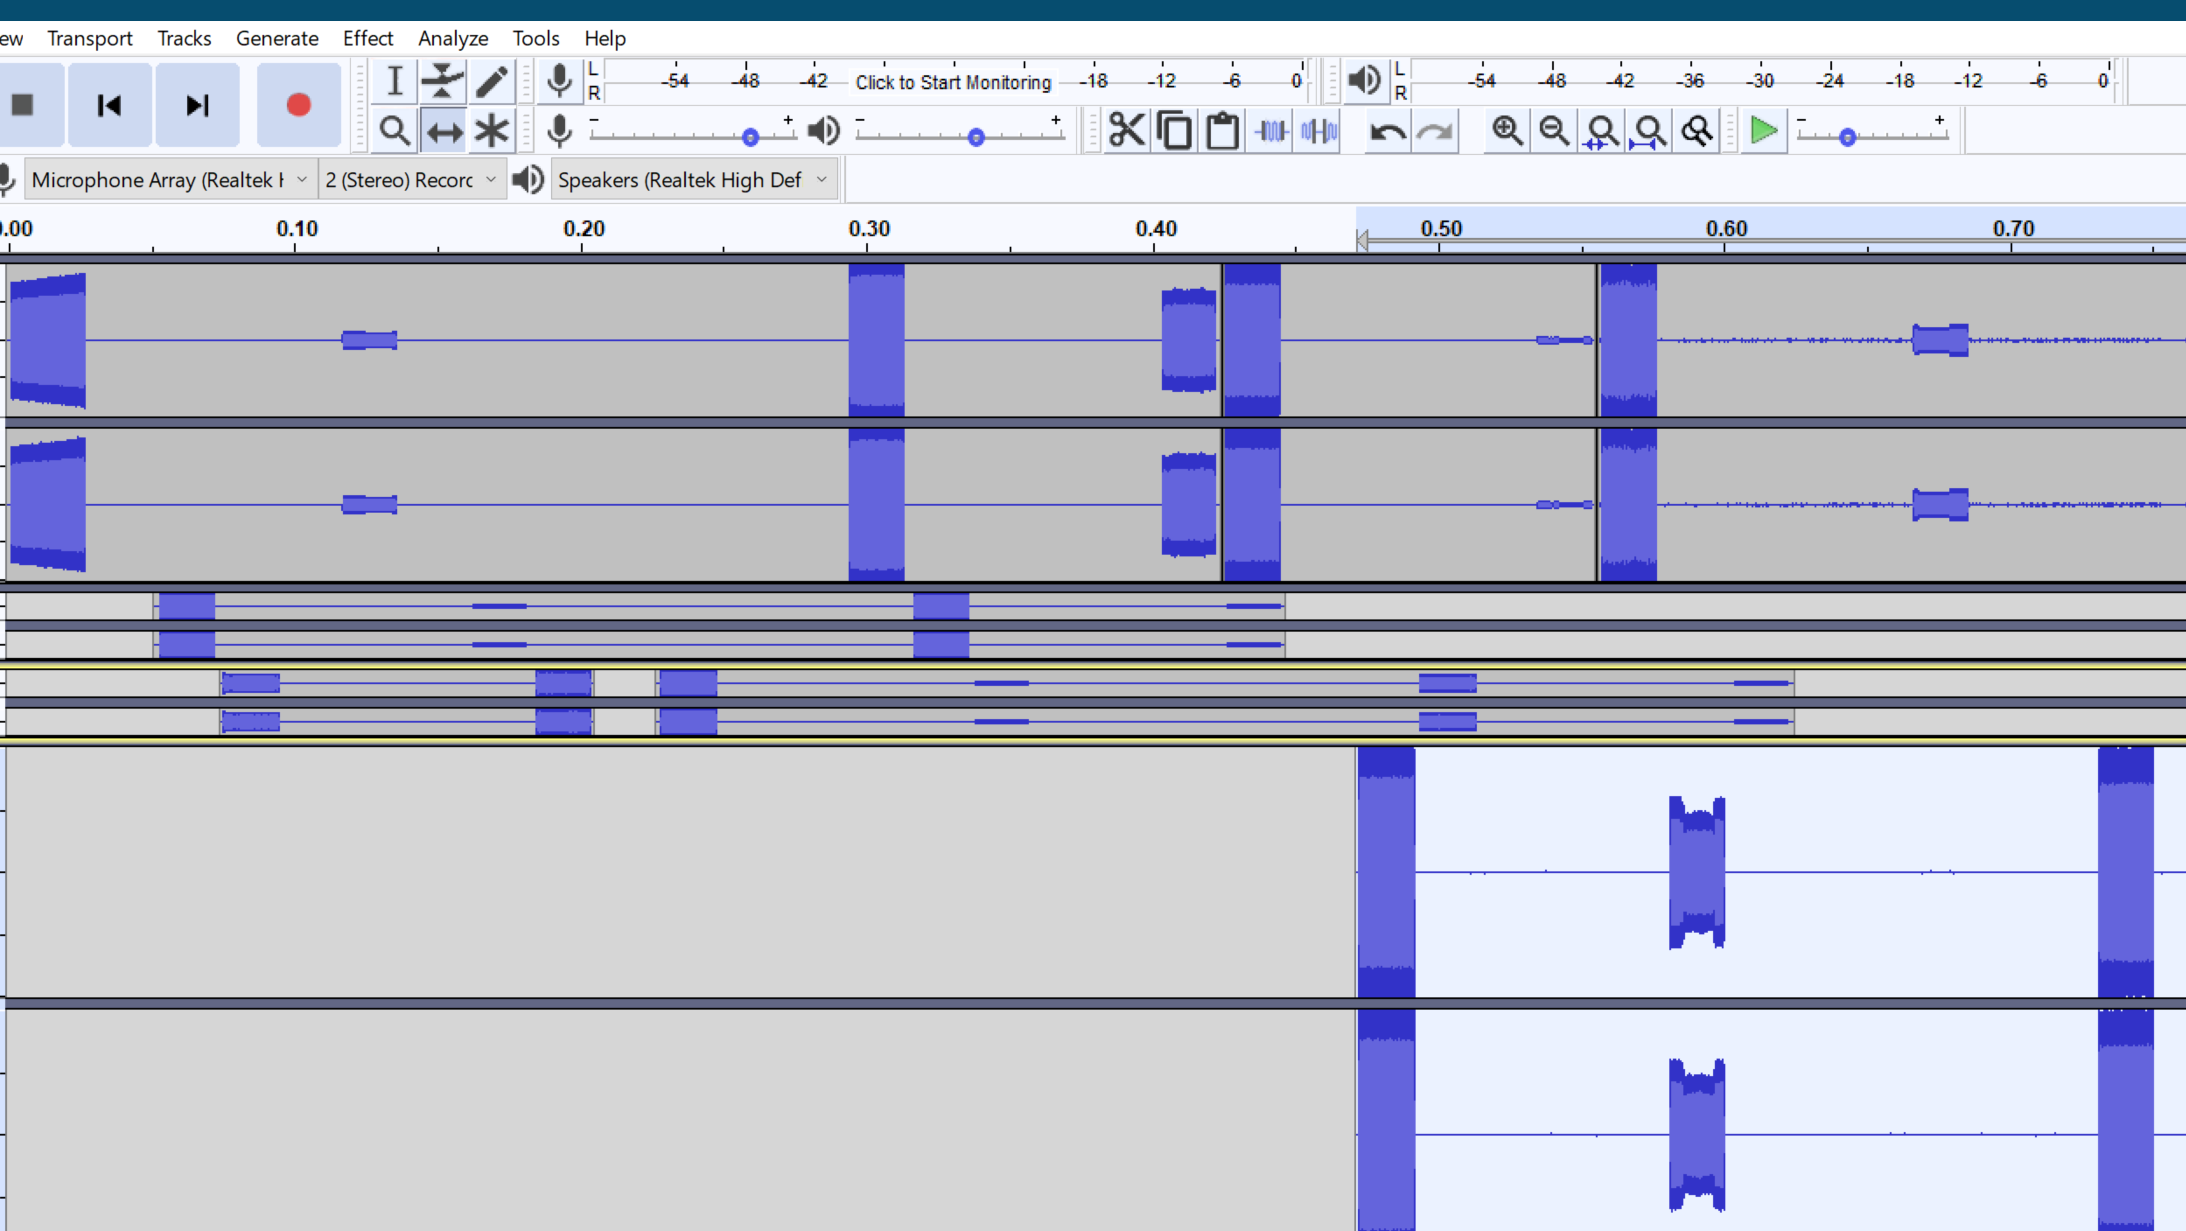 ew Transport Tracks Generate Effect Analyze Tools Help
L -54 -48 -42 Click to Start Monitoring -18 -12 -6 0 L -54 -48 -42 -36 -30 -24 -18 -12 -6 0
R R
- + - + - +
Microphone Array (Realtek H 2 (Stereo) Record Speakers (Realtek High Def
0.00 0.10 0.20 0.30 0.40 0.50 0.60 0.70